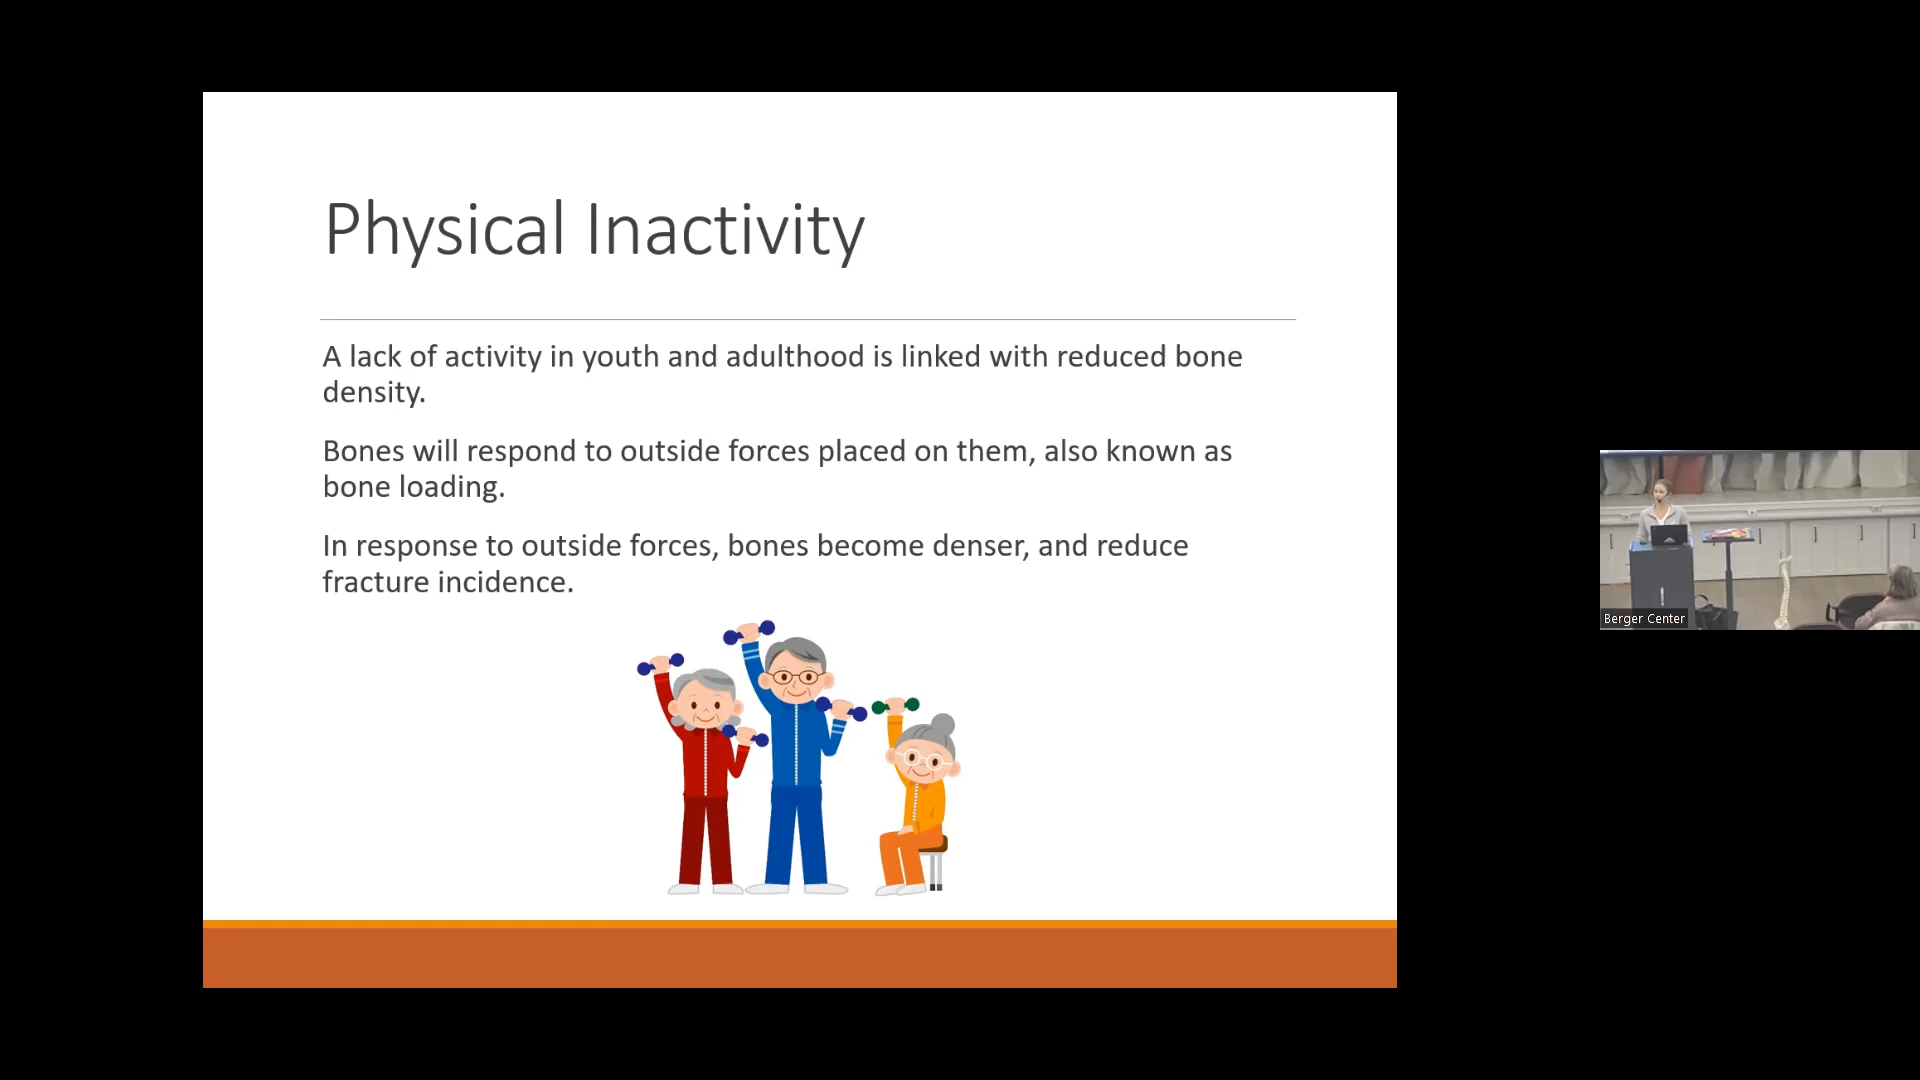 Physical Inactivity
A lack of activity in youth and adulthood is linked with reduced bone
density.
Bones will respond to outside forces placed on them, also known as
bone loading.
In response to outside forces, bones become denser, and reduce
fracture incidence.
Berger Center